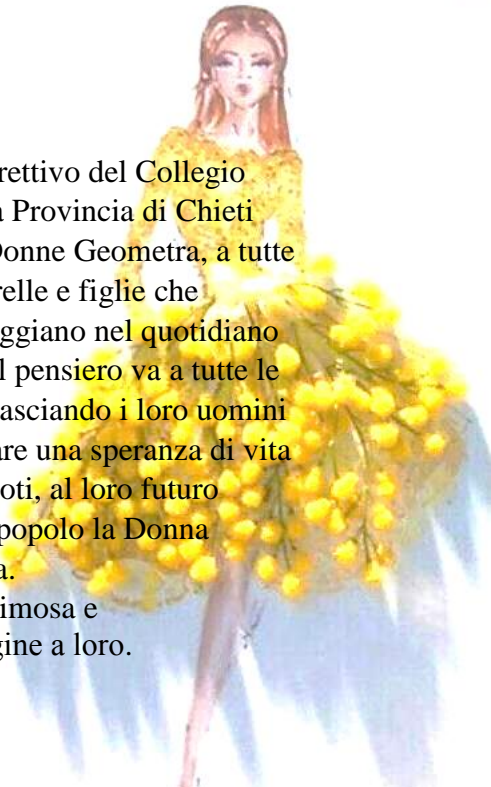 rettivo del Collegio
a Provincia di Chieti
Donne Geometra, a tutte
relle e figlie che
ggiano nel quotidiano
l pensiero va a tutte le
asciando i loro uomini
are una speranza di vita
oti, al loro futuro
popolo la Donna
a.
imosa e
gine a loro.